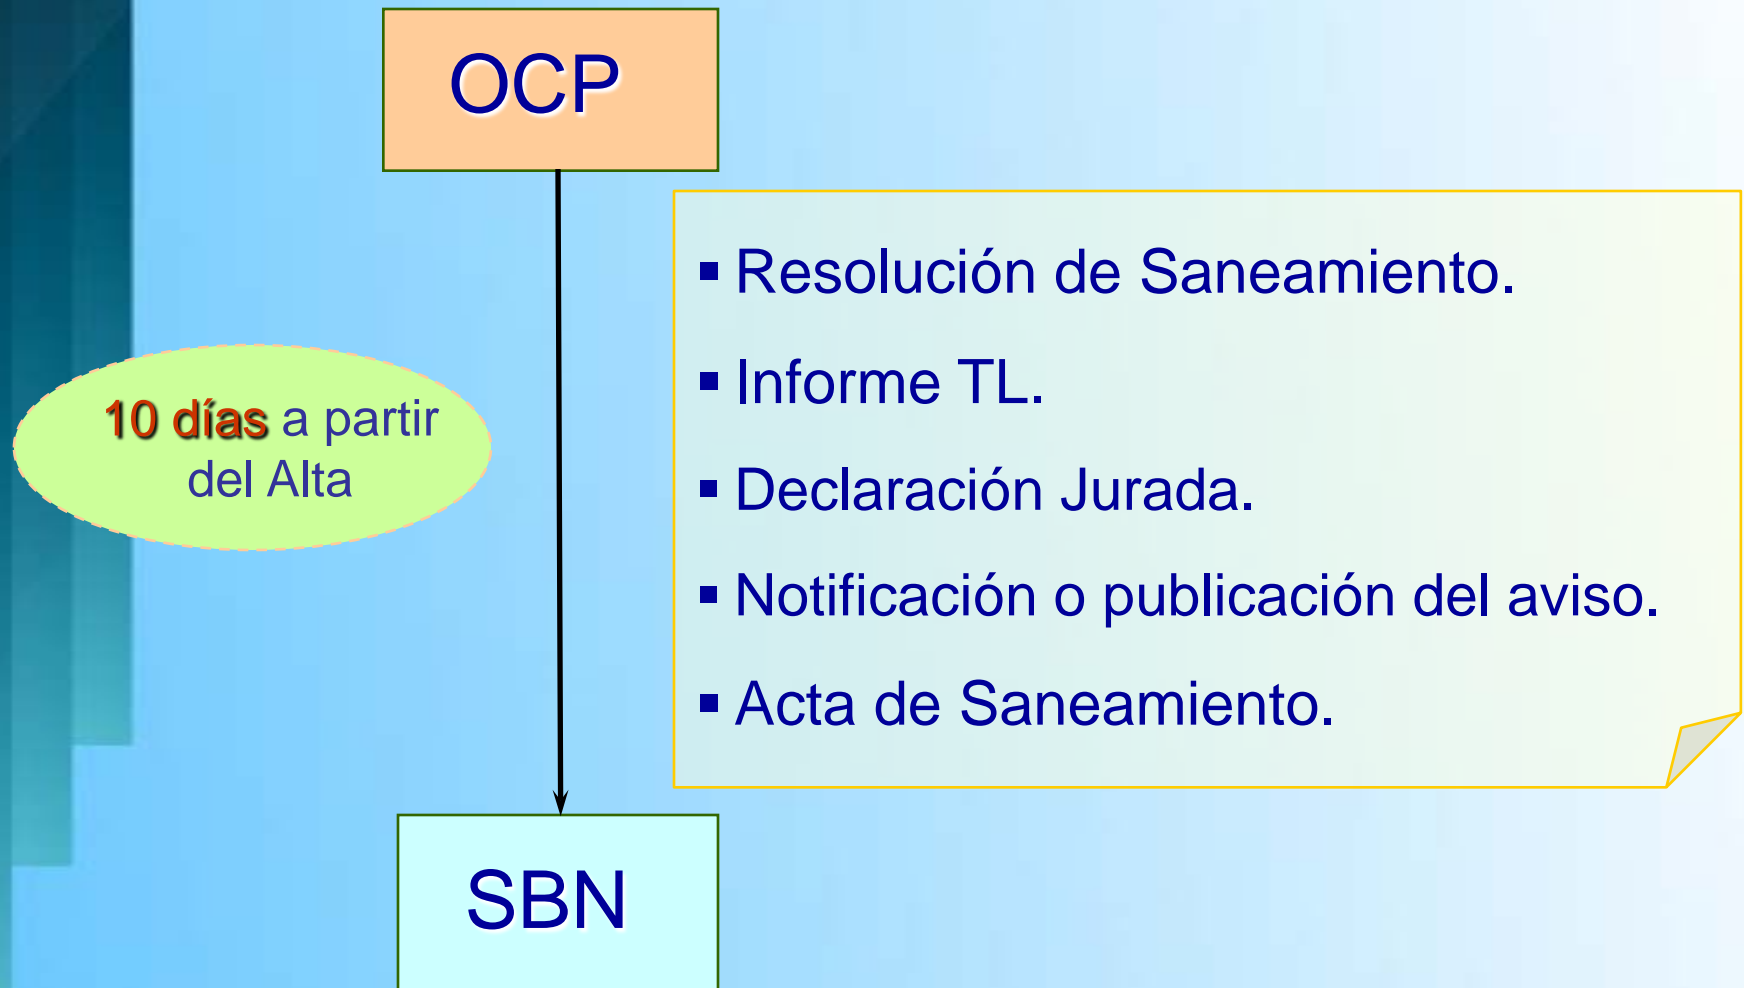 OCP
▪ Resolución de Saneamiento.
▪ Informe TL.
10 días a partir
del Alta
▪ Declaración Jurada.
▪ Notificación o publicación del aviso.
▪ Acta de Saneamiento.
SBN